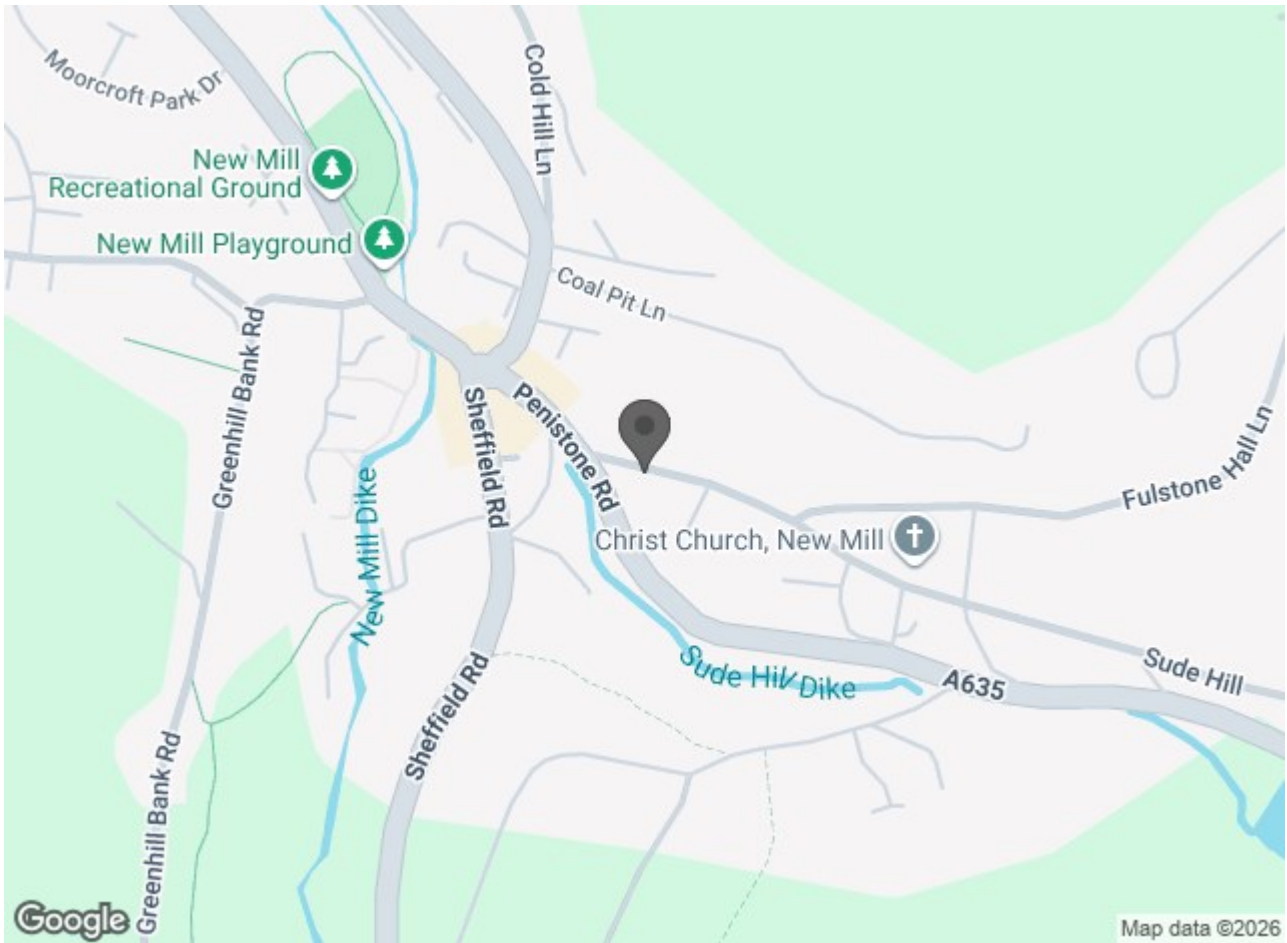 Moorcroft Park Dr
Cold Hill Ln
New Mill
Recreational Ground
New Mill Playground
Coal Pit Ln
Greenhill Bank Rd
Penistone Rd
Sheffield Rd
Fulstone Hall Ln
New Mill Dike
Christ Church, New Mill
Sude Hill Dike
A635
Sude Hill
Sheffield Rd
Greenhill Bank Rd
Google
Map data ©2026